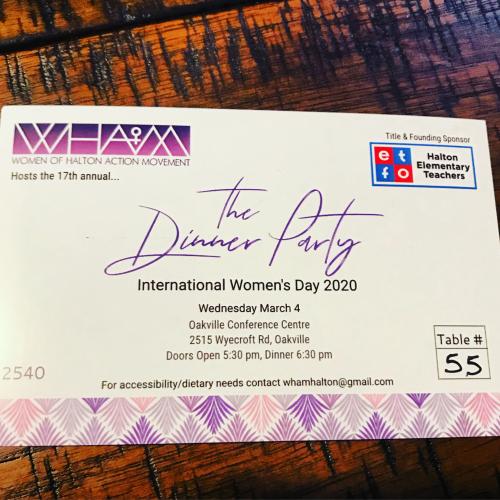 WHAM
WOMEN OF HALTON ACTION MOVEMENT
Hosts the 17th annual...
Title & Founding Sponsor
etfo
Halton
Elementary
Teachers
The
Dinner Party
International Women's Day 2020
Wednesday March 4
Oakville Conference Centre
2515 Wyecroft Rd, Oakville
Doors Open 5:30 pm, Dinner 6:30 pm
Table #
55
2540
For accessibility/dietary needs contact whamhalton@gmail.com